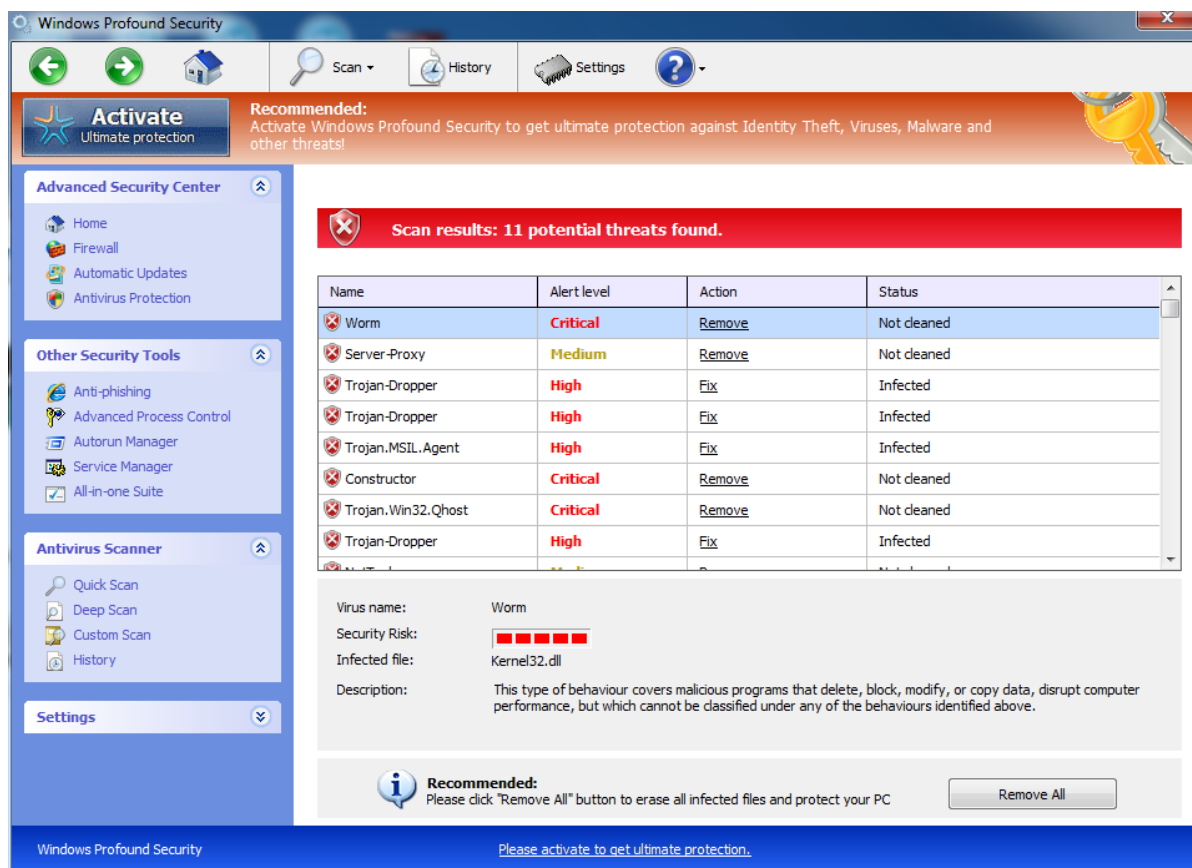 Windows Profound Security
Scan
History
Settings
Activate
Ultimate protection
Recommended:
Activate Windows Profound Security to get ultimate protection against Identity Theft, Viruses, Malware and
other threats!
Advanced Security Center
Home
Firewall
Automatic Updates
Antivirus Protection
Other Security Tools
Anti-phishing
Advanced Process Control
Autorun Manager
Service Manager
All-in-one Suite
Antivirus Scanner
Quick Scan
Deep Scan
Custom Scan
History
Settings
Scan results: 11 potential threats found.
Name Alert level Action Status
Worm Critical Remove Not cleaned
Server-Proxy Medium Remove Not cleaned
Trojan-Dropper High Fix Infected
Trojan-Dropper High Fix Infected
Trojan.MSIL.Agent High Fix Infected
Constructor Critical Remove Not cleaned
Trojan.Win32.Qhost Critical Remove Not cleaned
Trojan-Dropper High Fix Infected
Virus name: Worm
Security Risk:
Infected file: Kernel32.dll
Description: This type of behaviour covers malicious programs that delete, block, modify, or copy data, disrupt computer
performance, but which cannot be classified under any of the behaviours identified above.
Recommended:
Please click "Remove All" button to erase all infected files and protect your PC
Remove All
Windows Profound Security
Please activate to get ultimate protection.